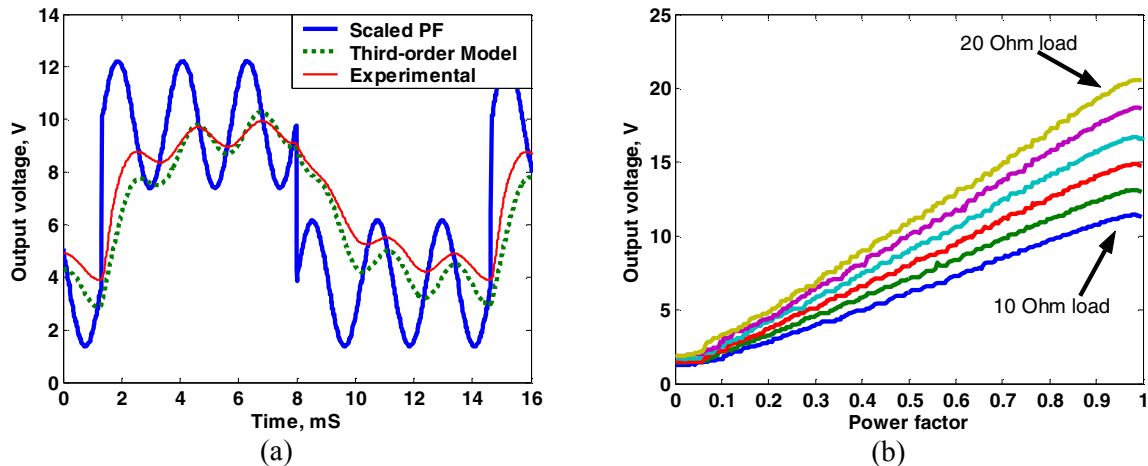 14
12
10
8
6
4
2
0
Output voltage, V
Scaled PF
Third-order Model
Experimental
0 2 4 6 8 10 12 14 16
Time, mS
(a)
25
20
15
10
5
0
Output voltage, V
20 Ohm load
10 Ohm load
0 0.1 0.2 0.3 0.4 0.5 0.6 0.7 0.8 0.9 1
Power factor
(b)